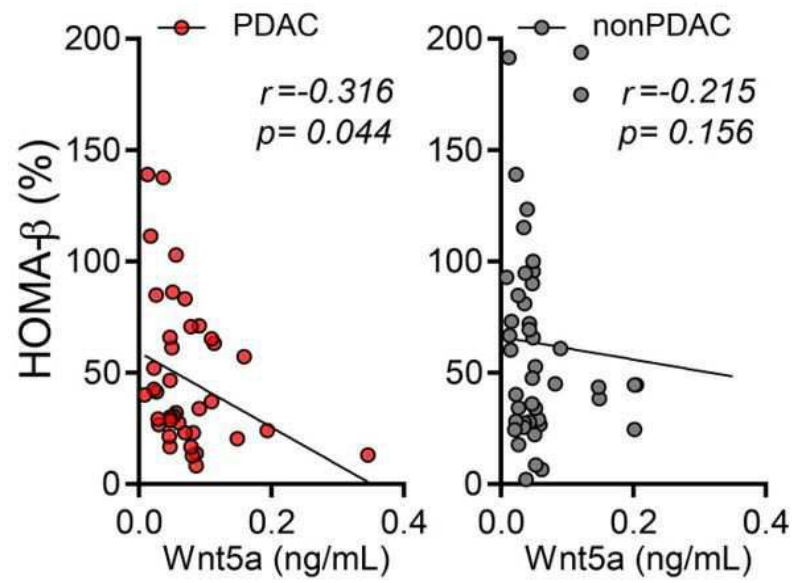 PDAC
r=-0.316
p= 0.044
HOMA-β (%)
200
150
100
50
0
0.0 0.2 0.4
Wnt5a (ng/mL)
nonPDAC
r=-0.215
p= 0.156
200
150
100
50
0
0.0 0.2 0.4
Wnt5a (ng/mL)